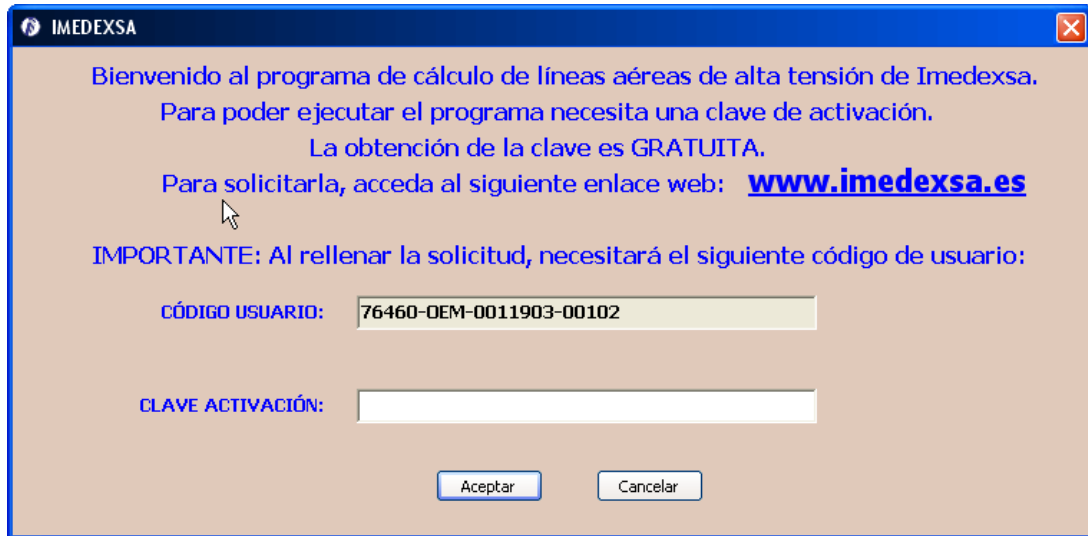 IMEDEXSA
Bienvenido al programa de cálculo de líneas aéreas de alta tensión de Imedexsa.
Para poder ejecutar el programa necesita una clave de activación.
La obtención de la clave es GRATUITA.
Para solicitarla, acceda al siguiente enlace web: www.imedexsa.es
IMPORTANTE: Al rellenar la solicitud, necesitará el siguiente código de usuario:
CÓDIGO USUARIO: 76460-OEM-0011903-00102
CLAVE ACTIVACIÓN:
Aceptar Cancelar